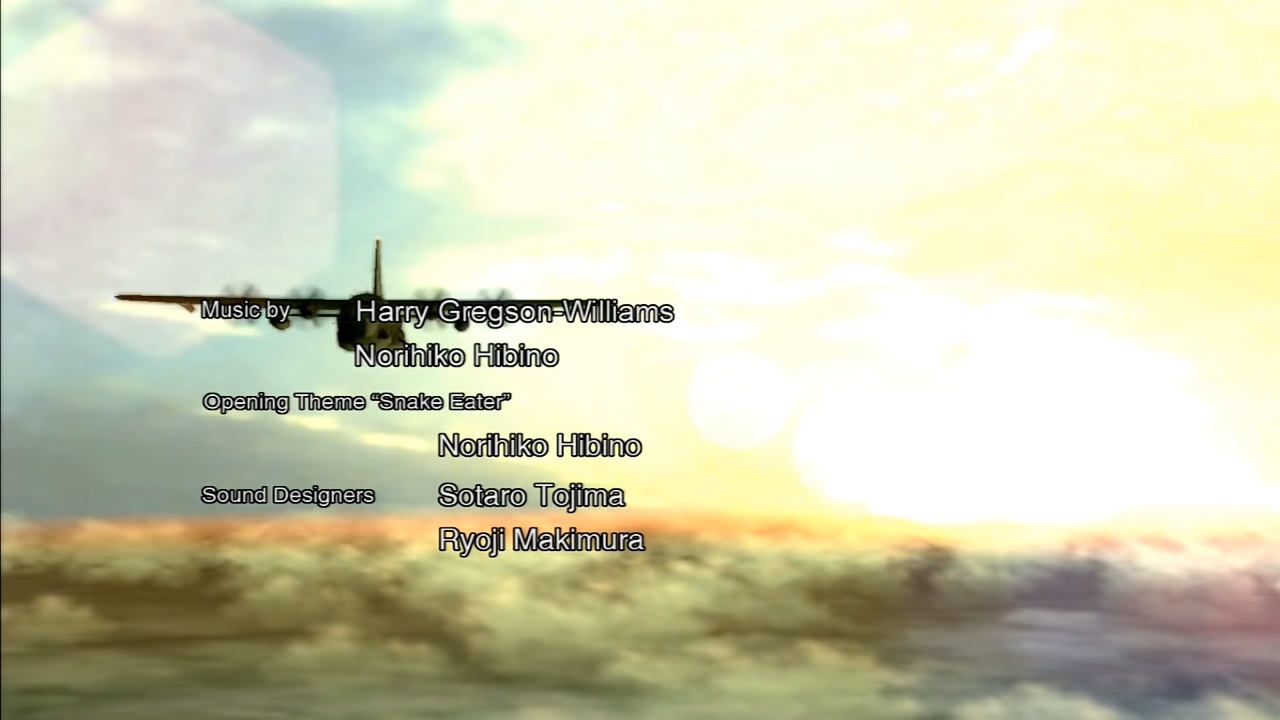 Music by Harry Gregson-Williams
Norihiko Hibino
Opening Theme “Snake Eater”
Norihiko Hibino
Sound Designers Sotaro Tojima
Ryoji Makimura